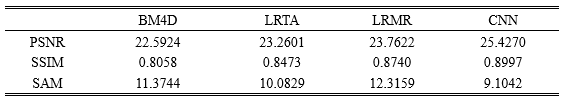 BM4D LRTA LRMR CNN
PSNR 22.5924 23.2601 23.7622 25.4270
SSIM 0.8058 0.8473 0.8740 0.8997
SAM 11.3744 10.0829 12.3159 9.1042